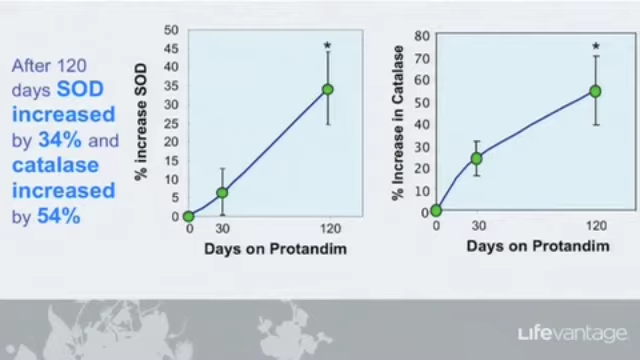 After 120
days SOD
increased
by 34% and
catalase
increased
by 54%
% increase SOD
50
45
40
35
30
25
20
15
10
5
0
*
0 30 120
Days on Protandim
% Increase in Catalase
80
70
60
50
40
30
20
10
0
*
0 30 120
Days on Protandim
Lifevantage